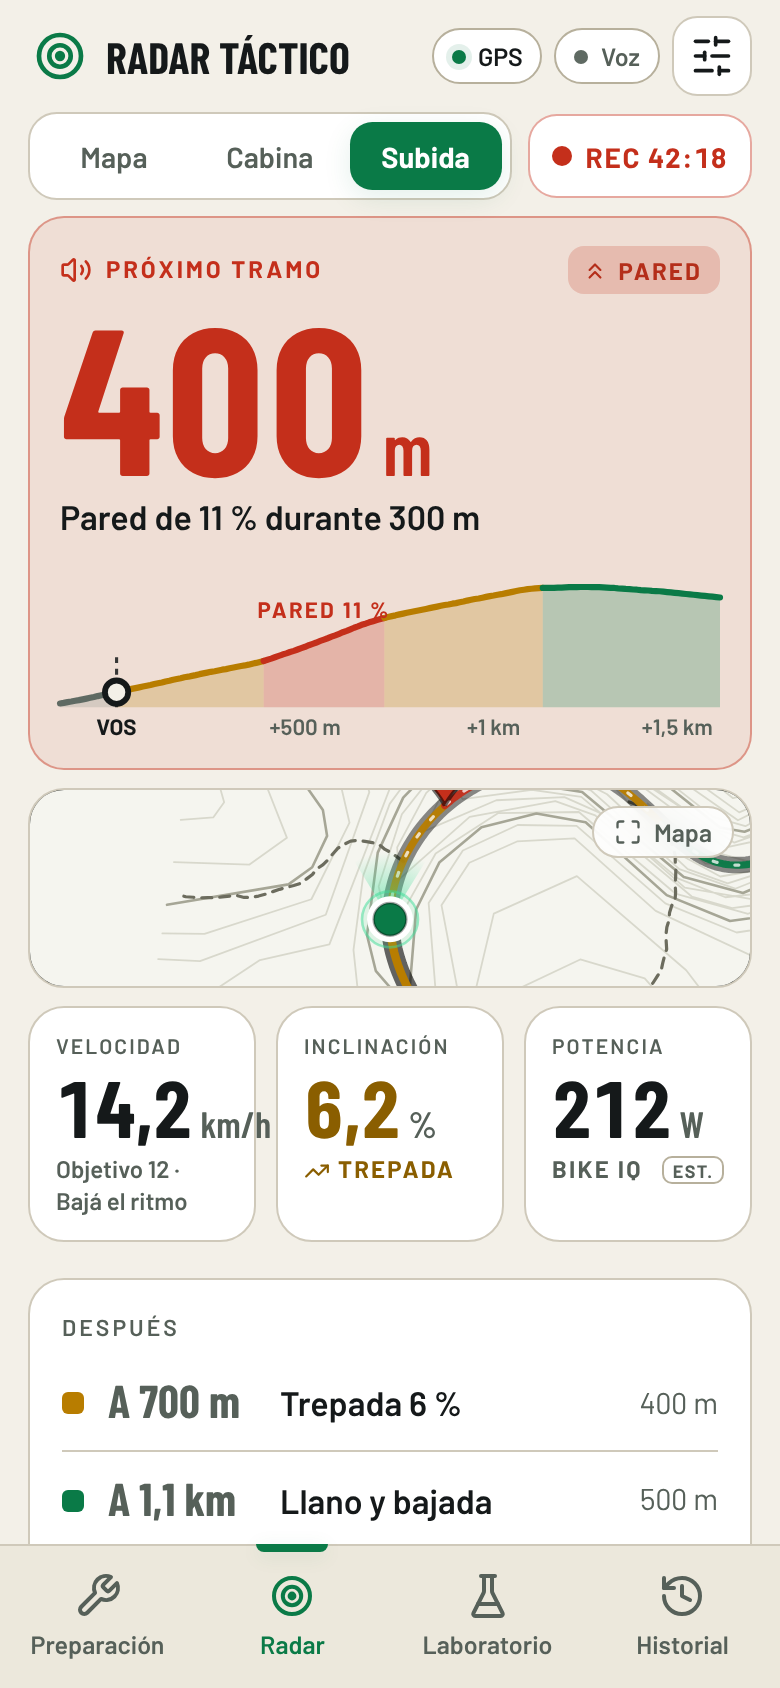 RADAR TÁCTICO
GPS
Voz
Mapa
Cabina
Subida
REC 42:18
PRÓXIMO TRAMO
PARED
400 m
Pared de 11 % durante 300 m
PARED 11 %
VOS
+500 m
+1 km
+1,5 km
Mapa
VELOCIDAD
14,2 km/h
Objetivo 12 ·
Bajá el ritmo
INCLINACIÓN
6,2 %
TREPADA
POTENCIA
212 W
BIKE IQ EST.
DESPUÉS
A 700 m Trepada 6 % 400 m
A 1,1 km Llano y bajada 500 m
Preparación
Radar
Laboratorio
Historial